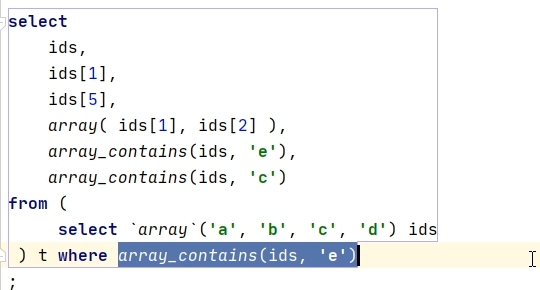 select
ids,
ids[1],
ids[5],
array( ids[1], ids[2] ),
array_contains(ids, 'e'),
array_contains(ids, 'c')
from (
select `array`('a', 'b', 'c', 'd') ids
) t where array_contains(ids, 'e')
;